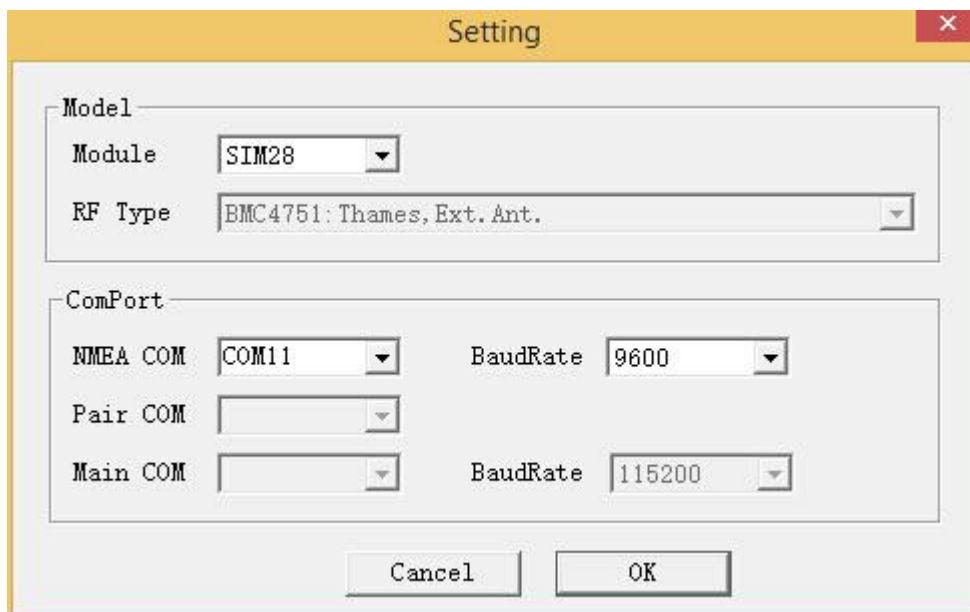 Setting
Model
Module SIM28
RF Type BMC4751:Thames,Ext.Ant.
ComPort
NMEA COM COM11 BaudRate 9600
Pair COM
Main COM BaudRate 115200
Cancel OK